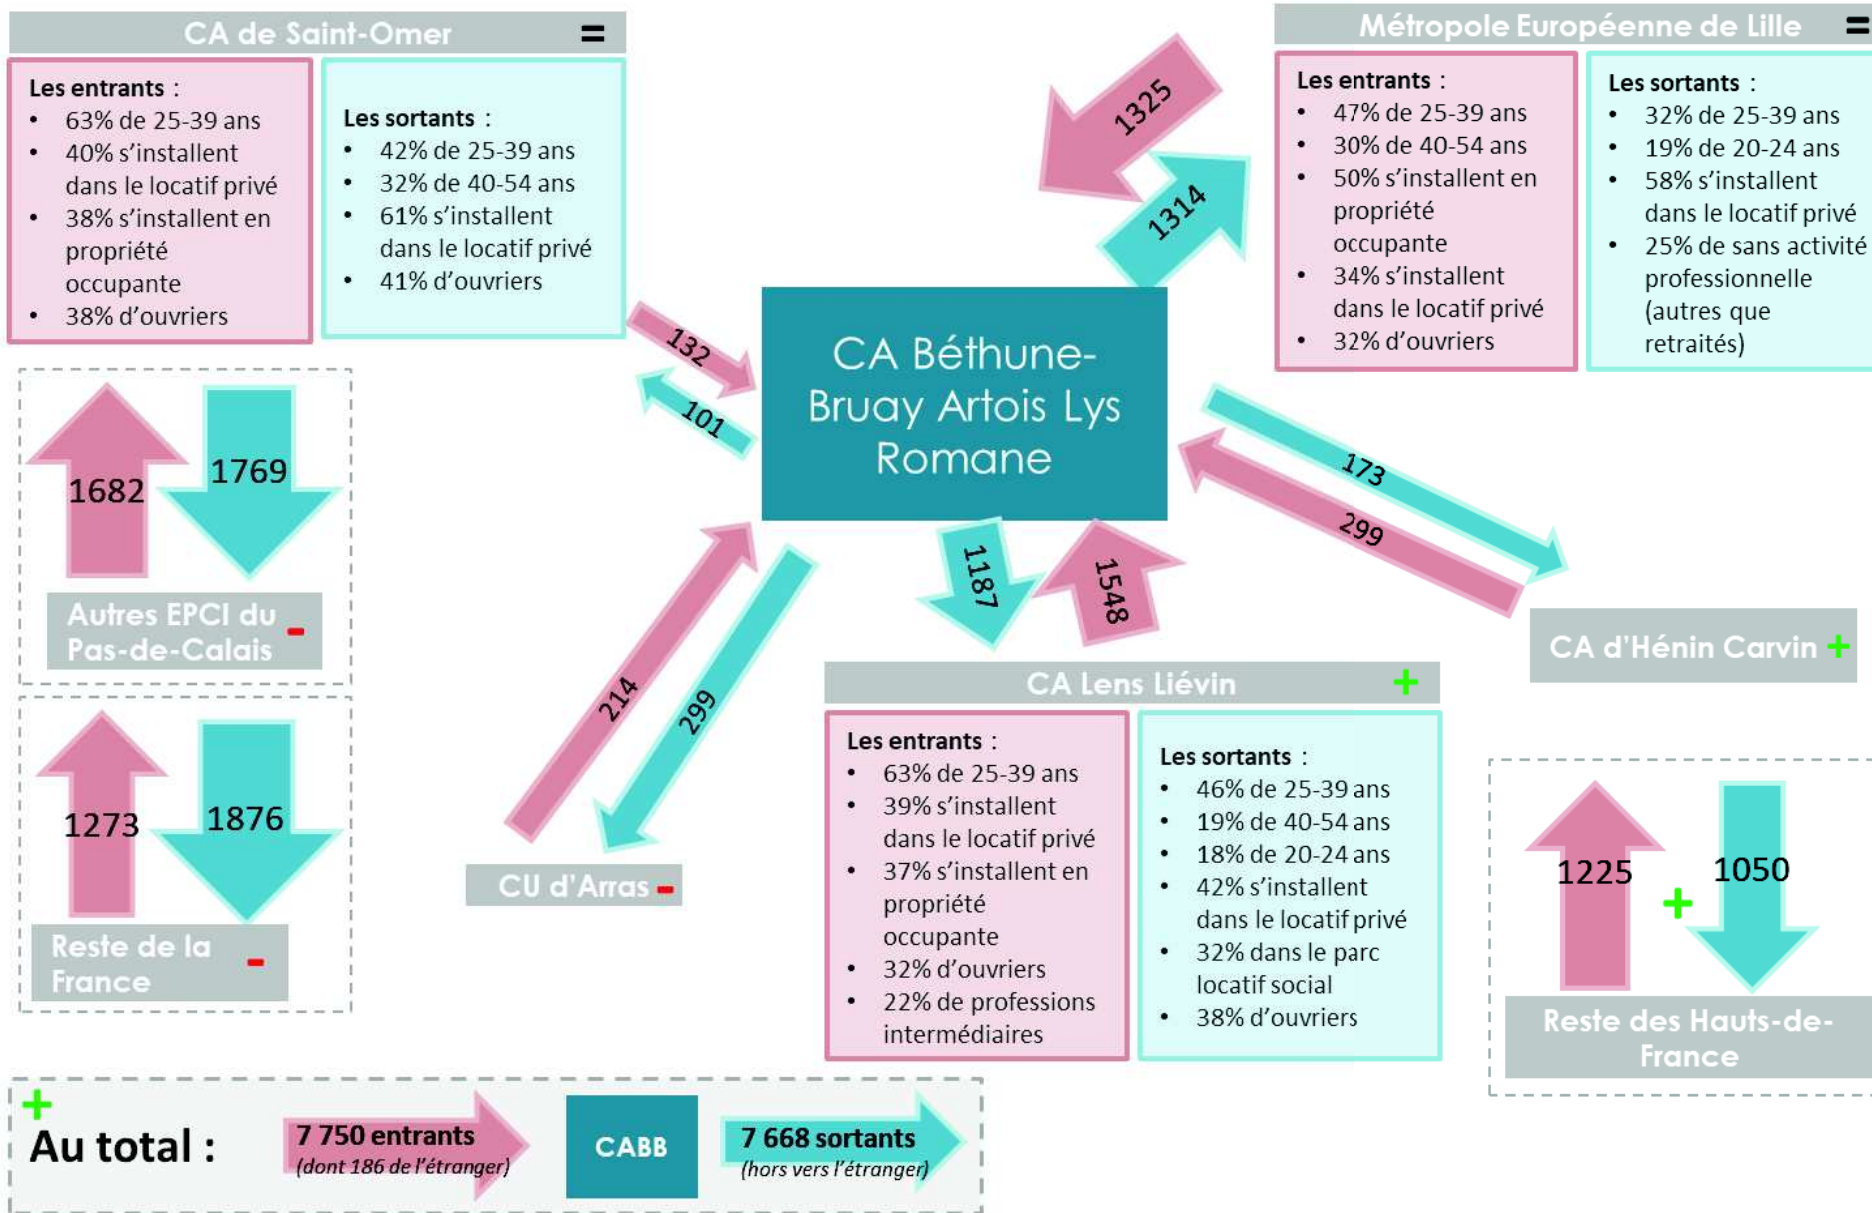 CA de Saint-Omer =
Les entrants :
• 63% de 25-39 ans
• 40% s’installent
dans le locatif privé
• 38% s’installent en
propriété
occupante
• 38% d’ouvriers
Les sortants :
• 42% de 25-39 ans
• 32% de 40-54 ans
• 61% s’installent
dans le locatif privé
• 41% d’ouvriers
1325
1314
Métropole Européenne de Lille =
Les entrants :
• 47% de 25-39 ans
• 30% de 40-54 ans
• 50% s’installent en
propriété
occupante
• 34% s’installent
dans le locatif privé
• 32% d’ouvriers
Les sortants :
• 32% de 25-39 ans
• 19% de 20-24 ans
• 58% s’installent
dans le locatif privé
• 25% de sans activité
professionnelle
(autres que
retraités)
132
101
CA Béthune-
Bruay Artois Lys
Romane
173
299
1682
1769
Autres EPCI du
Pas-de-Calais -
1187
1548
CA d’Hénin Carvin +
214
299
CU d’Arras -
1273
1876
Reste de la
France -
CA Lens Liévin +
Les entrants :
• 63% de 25-39 ans
• 39% s’installent
dans le locatif privé
• 37% s’installent en
propriété
occupante
• 32% d’ouvriers
• 22% de professions
intermédiaires
Les sortants :
• 46% de 25-39 ans
• 19% de 40-54 ans
• 18% de 20-24 ans
• 42% s’installent
dans le locatif privé
• 32% dans le parc
locatif social
• 38% d’ouvriers
1225
+
1050
Reste des Hauts-de-
France
+
Au total :
7 750 entrants
(dont 186 de l’étranger)
CABB
7 668 sortants
(hors vers l’étranger)